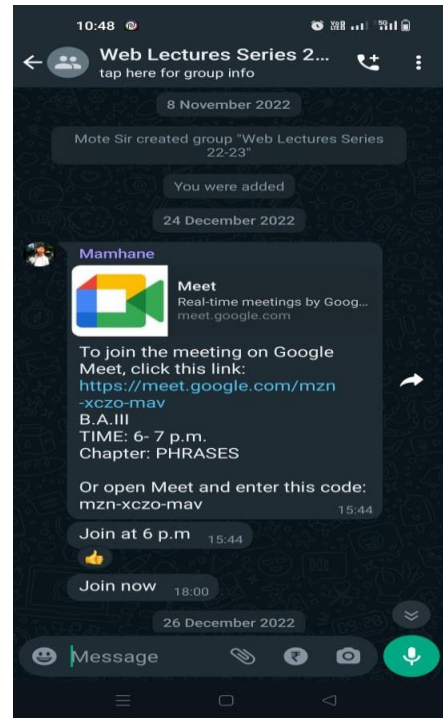 10:48
Web Lectures Series 2...
tap here for group info
8 November 2022
Mote Sir created group "Web Lectures Series
22-23"
You were added
24 December 2022
Mamhane
Meet
Real-time meetings by Goog...
meet.google.com
To join the meeting on Google
Meet, click this link:
https://meet.google.com/mzn
-xczo-mav
B.A.III
TIME: 6- 7 p.m.
Chapter: PHRASES
Or open Meet and enter this code:
mzn-xczo-mav
15:44
Join at 6 p.m 15:44
Join now 18:00
26 December 2022
Message